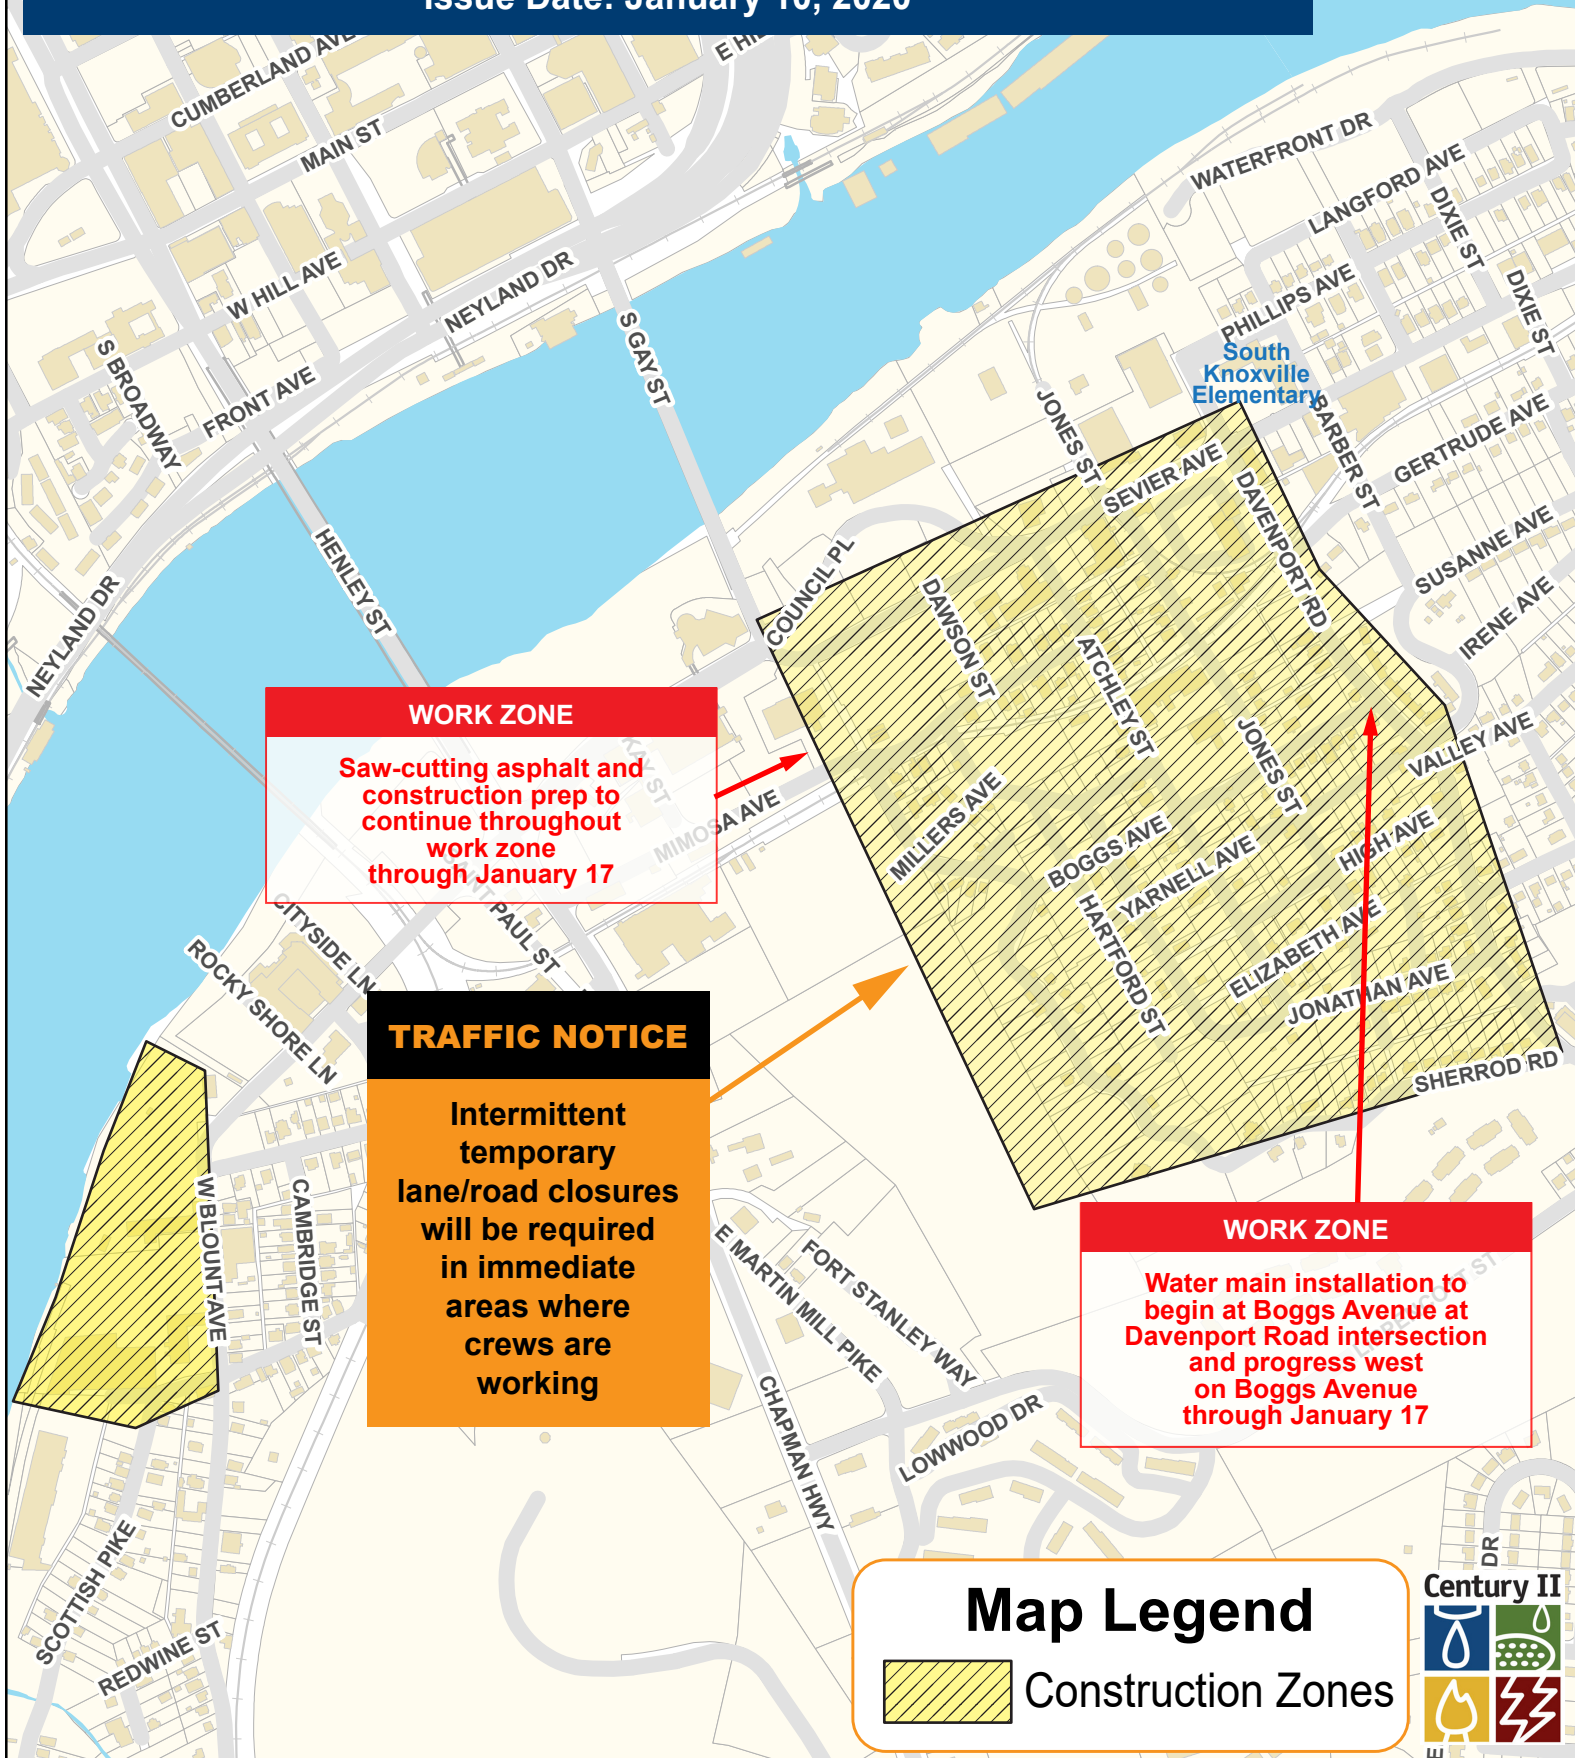 Issue Date: January 10, 2020
CUMBERLAND AVE
MAIN ST
W HILL AVE
NEYLAND DR
FRONT AVE
S BROADWAY
S GAY ST
HENLEY ST
NEYLAND DR
WATERFRONT DR
LANGFORD AVE
DIXIE ST
DIXIE ST
PHILLIPS AVE
South
Knoxville
Elementary
JONES ST
BARBER ST
GERTRUDE AVE
SEVIER AVE
DAVENPORT RD
SUSANNE AVE
IRENE AVE
COUNCIL PL
DAWSON ST
ATCHLEY ST
JONES ST
VALLEY AVE
WORK ZONE
Saw-cutting asphalt and
construction prep to
continue throughout
work zone
through January 17
KAY ST
MIMOSA AVE
SAINT PAUL ST
MILLERS AVE
BOGGS AVE
YARNELL AVE
HIGH AVE
HARTFORD ST
ELIZABETH AVE
JONATHAN AVE
SHERROD RD
CITYSIDE LN
ROCKY SHORE LN
TRAFFIC NOTICE
Intermittent
temporary
lane/road closures
will be required
in immediate
areas where
crews are
working
W BLOUNT AVE
CAMBRIDGE ST
E MARTIN MILL PIKE
FORT STANLEY WAY
WORK ZONE
Water main installation to
begin at Boggs Avenue at
Davenport Road intersection
and progress west
on Boggs Avenue
through January 17
CHAPMAN HWY
LOWWOOD DR
SCOTTISH PIKE
REDWINE ST
DR
Map Legend
Construction Zones
Century II